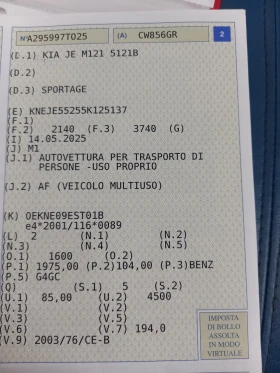 N° A295997TO25 (A) CW856GR 2
(D.1) KIA JE M121 S121B
(D.2)
(D.3) SPORTAGE
(E) KNEJE55255K125137
(F.1)
(F.2) 2140 (F.3) 3740 (G)
(I) 14.05.2025
(J) M1
(J.1) AUTOVETTURA PER TRASPORTO DI
PERSONE -USO PROPRIO
(J.2) AF (VEICOLO MULTIUSO)
(K) OEKNE09EST01B
e4*2001/116*0089
(L) 2 (N.1) (N.2)
(N.3) (N.4) (N.5)
(O.1) 1600 (O.2)
(P.1) 1975,00 (P.2)104,00 (P.3)BENZ
(P.5) G4GC
(Q) (S.1) 5 (S.2)
(U.1) 85,00 (U.2) 4500
(V.1) (V.2)
(V.3) (V.5)
(V.6) (V.7) 194,0
(V.9) 2003/76/CE-B
IMPOSTA
DI BOLLO
ASSOLTA
IN MODO
VIRTUALE